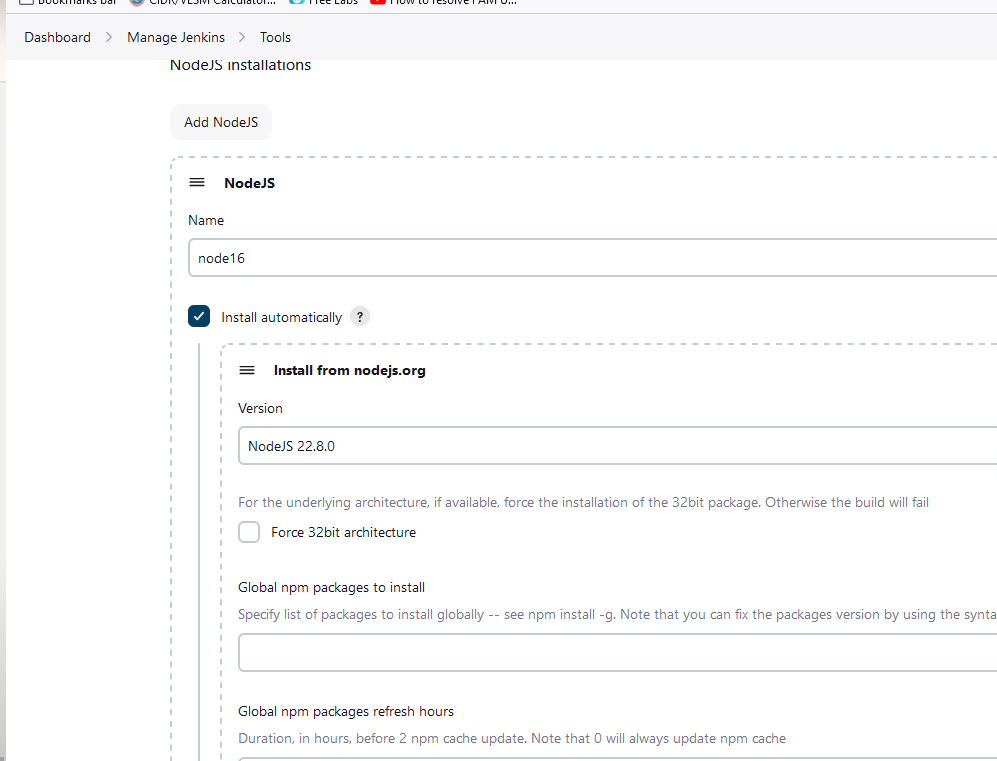 Bookmarks bar CIDR/VLSM Calculator... Free Labs How to resolve I AM U...
Dashboard Manage Jenkins Tools
NodeJS installations
Add NodeJS
NodeJS
Name
node16
Install automatically ?
Install from nodejs.org
Version
NodeJS 22.8.0
For the underlying architecture, if available, force the installation of the 32bit package. Otherwise the build will fail
Force 32bit architecture
Global npm packages to install
Specify list of packages to install globally -- see npm install -g. Note that you can fix the packages version by using the synta
Global npm packages refresh hours
Duration, in hours, before 2 npm cache update. Note that 0 will always update npm cache